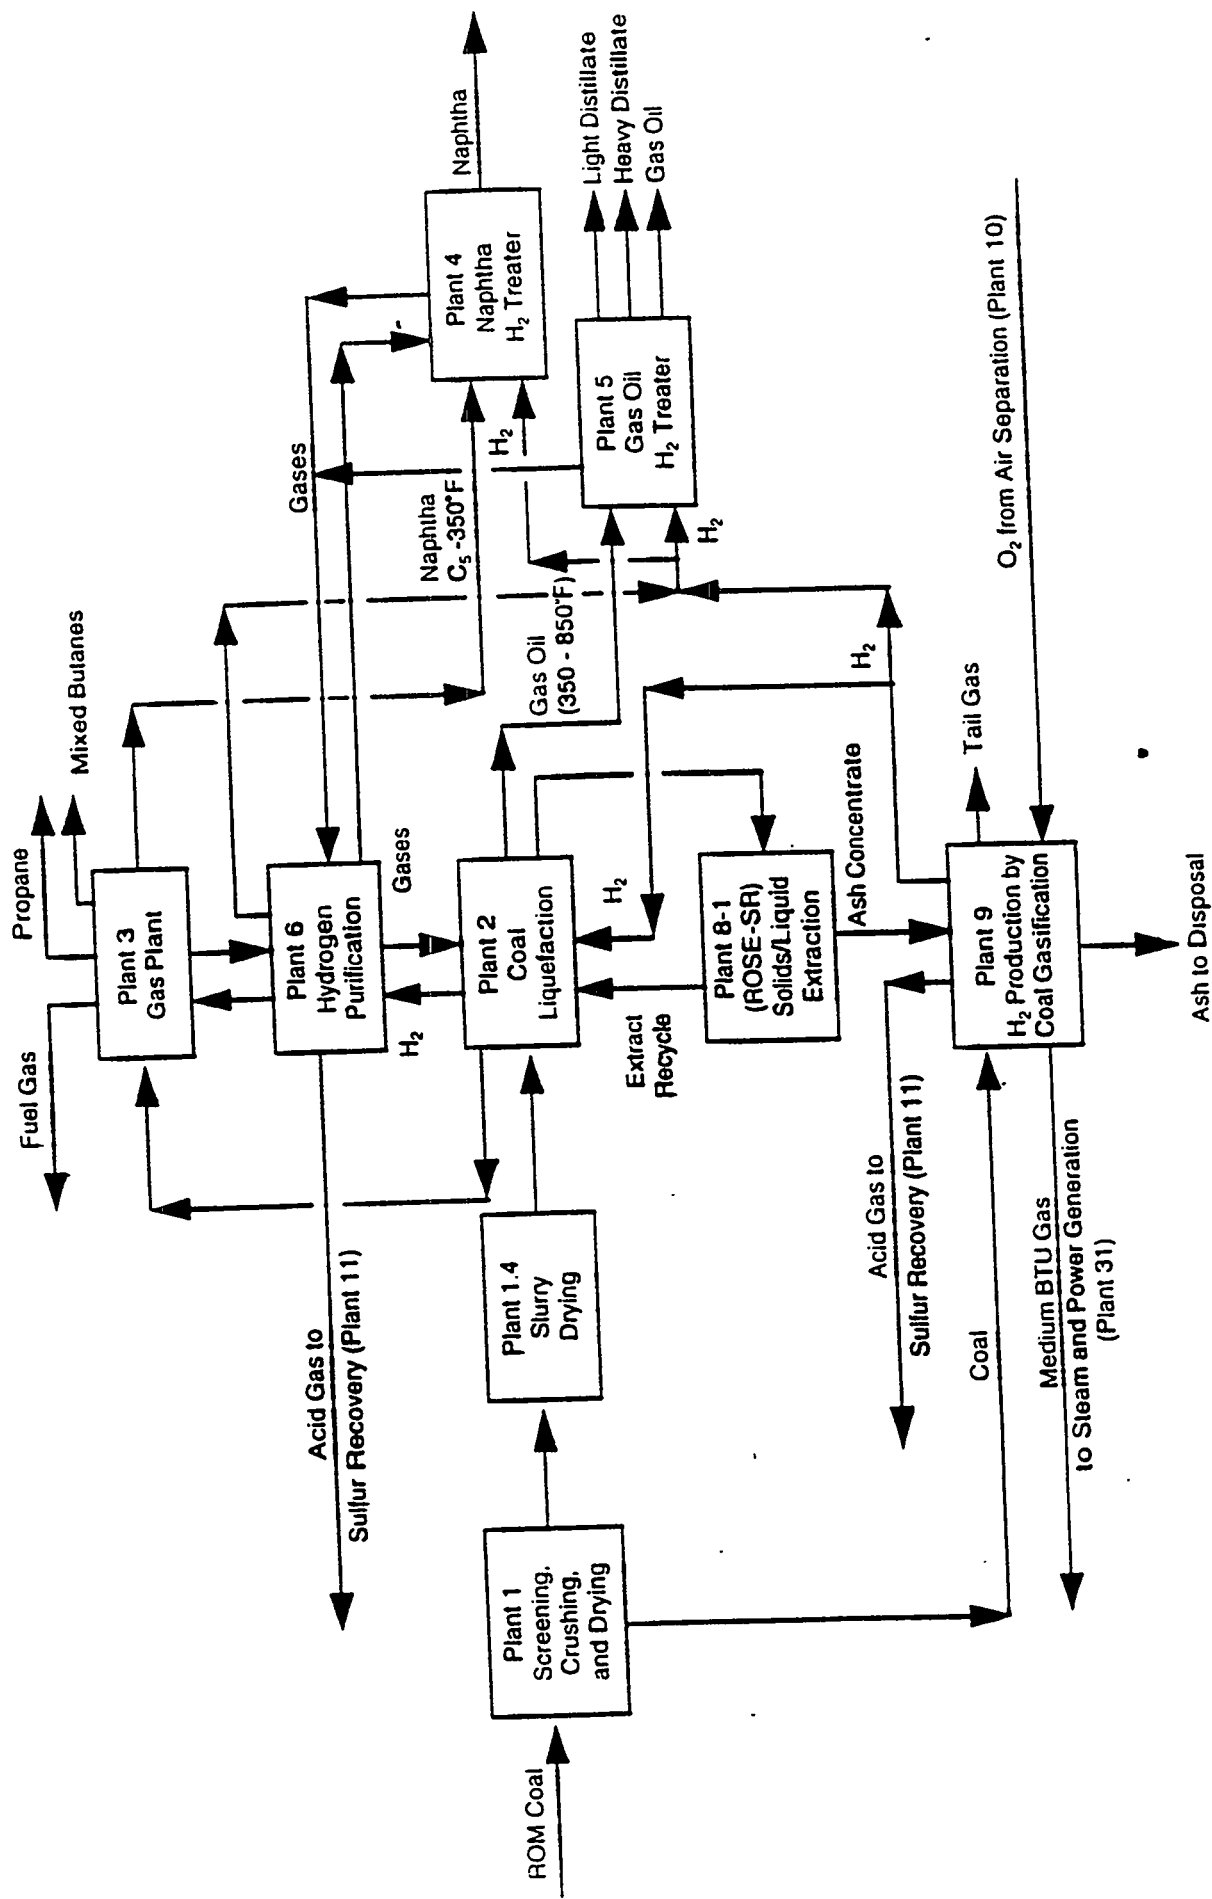 Fuel Gas
Propane
Mixed Butanes
Plant 3
Gas Plant
Acid Gas to
Sulfur Recovery (Plant 11)
Plant 6
Hydrogen
Purification
Gases
H₂
Gases
Naphtha
Plant 4
Naphtha
H₂ Treater
Naphtha
C₅ -350°F
H₂
ROM Coal
Plant 1
Screening,
Crushing,
and Drying
Plant 1.4
Slurry
Drying
Plant 2
Coal
Liquefaction
Gas Oil
(350 - 850°F)
H₂
Plant 5
Gas Oil
H₂ Treater
Light Distillate
Heavy Distillate
Gas Oil
H₂
Extract
Recycle
Plant 8-1
(ROSE-SR)
Solids/Liquid
Extraction
Ash Concentrate
H₂
Acid Gas to
Sulfur Recovery (Plant 11)
Coal
Plant 9
H₂ Production by
Coal Gasification
Tail Gas
O₂ from Air Separation (Plant 10)
Medium BTU Gas
to Steam and Power Generation
(Plant 31)
Ash to Disposal